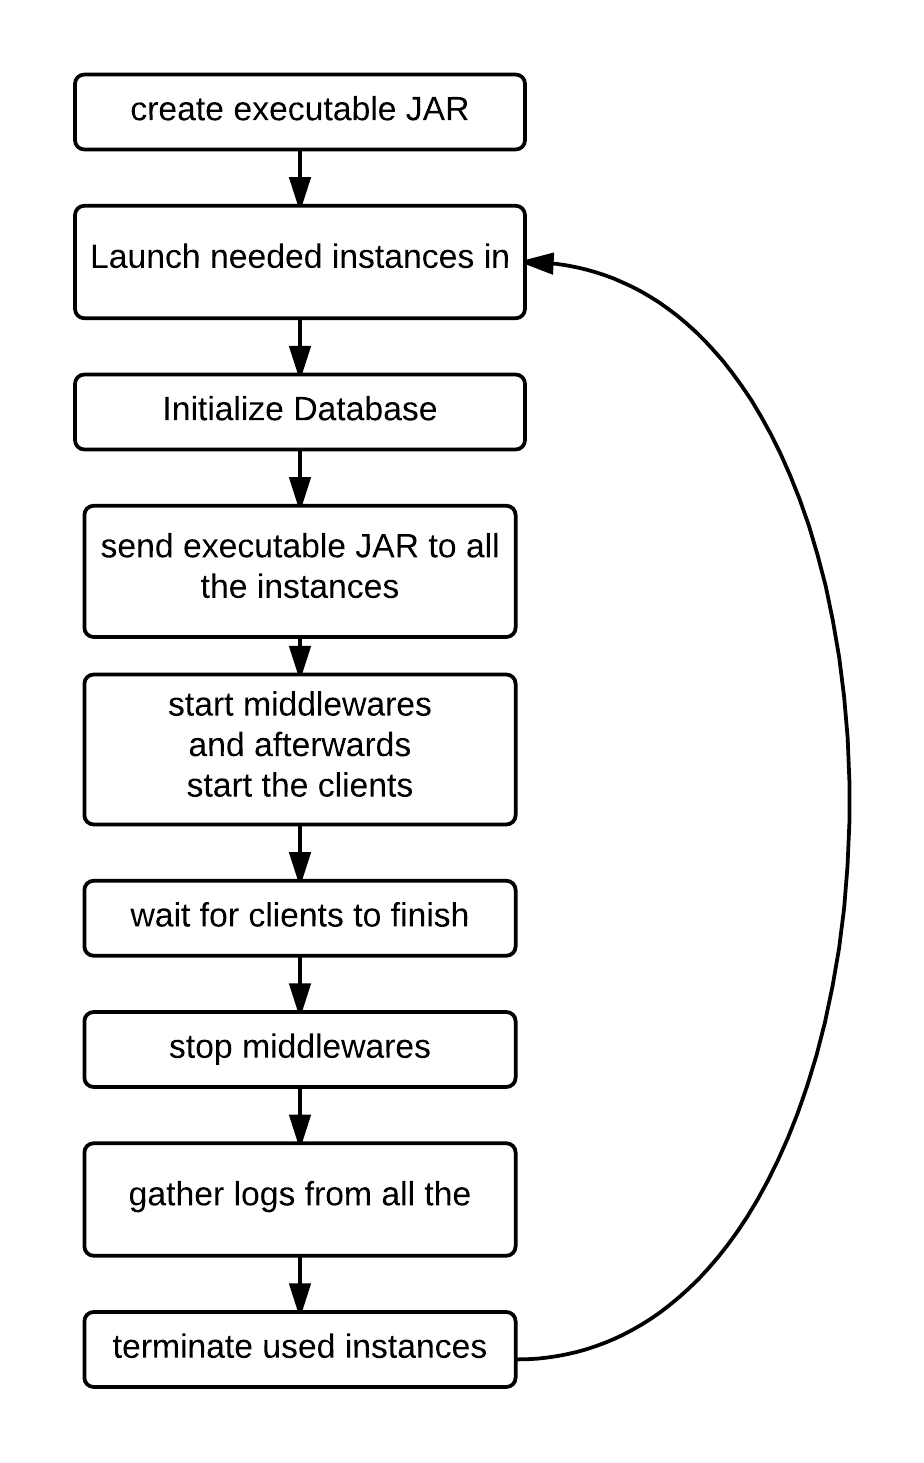 create executable JAR
Launch needed instances in
Initialize Database
send executable JAR to all
the instances
start middlewares
and afterwards
start the clients
wait for clients to finish
stop middlewares
gather logs from all the
terminate used instances